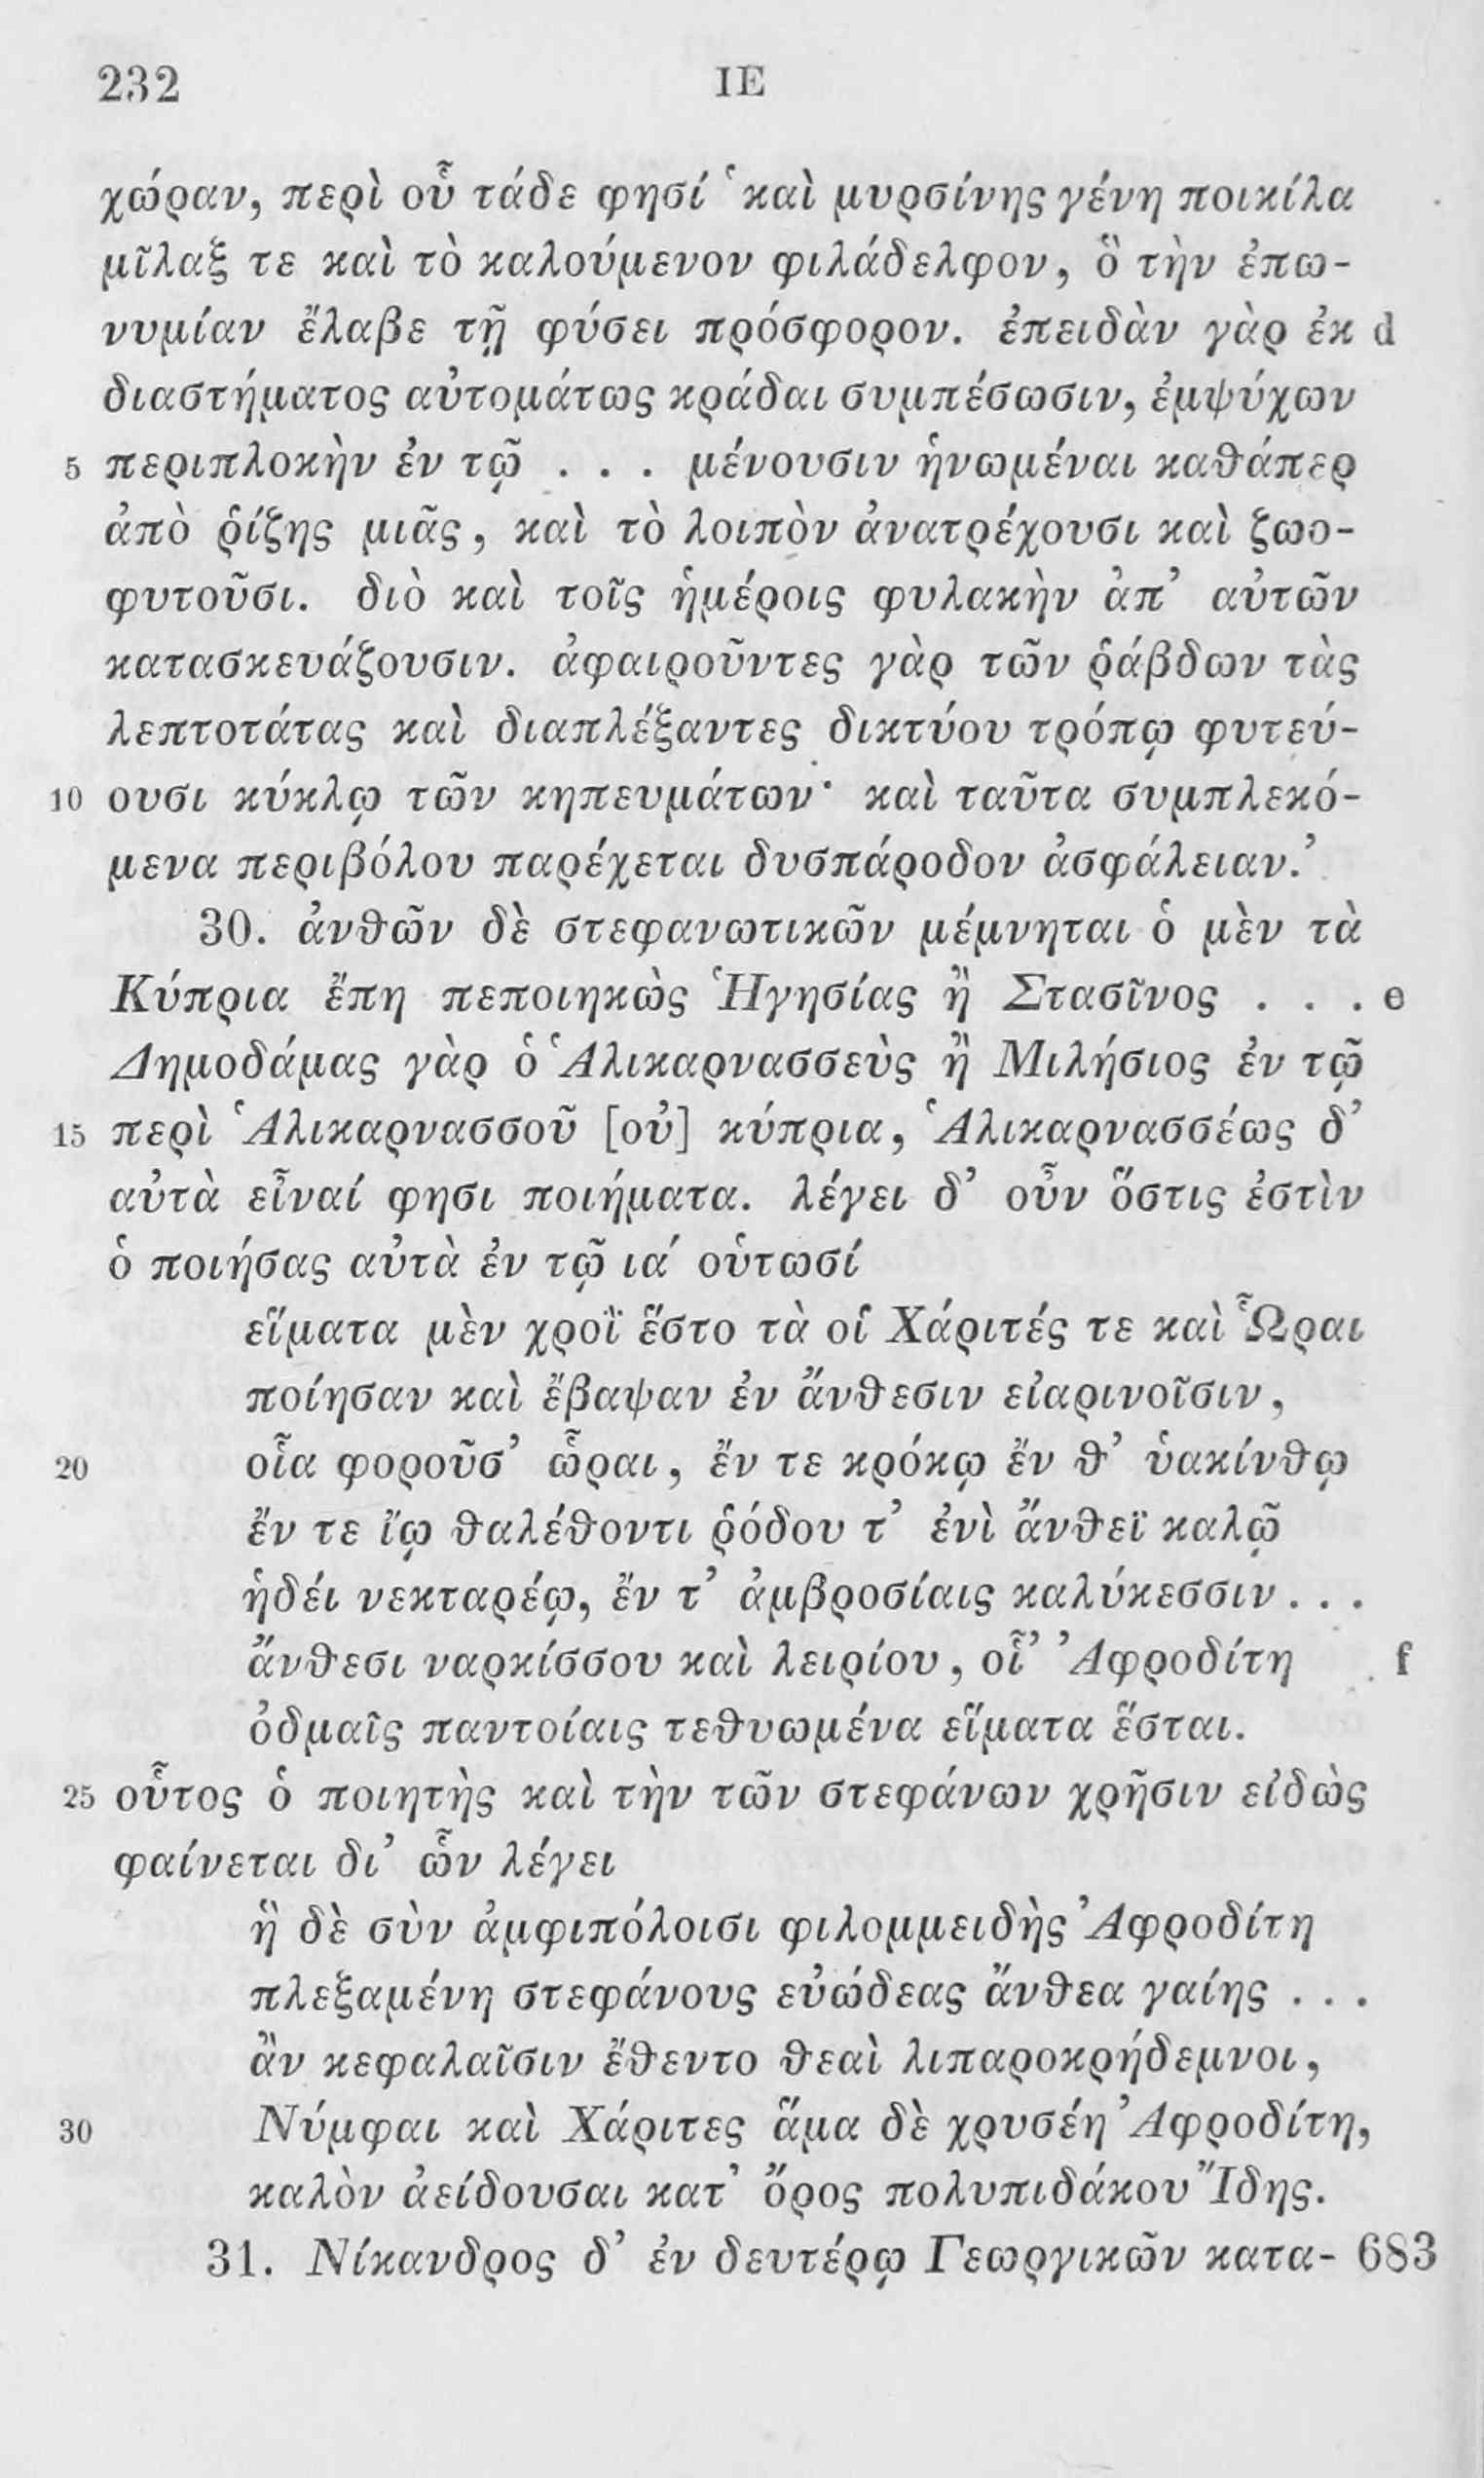 232 ΙΕ
χώραν, περὶ οὗ τάδε φησί ‘καὶ μυρσίνης γένη ποικίλα
μῖλαξ τε καὶ τὸ καλούμενον φιλάδελφον, ὃ τὴν ἐπω-
νυμίαν ἔλαβε τῇ φύσει πρόσφορον. ἐπειδὰν γὰρ ἐκ d
διαστήματος αὐτομάτως κράδαι συμπέσωσιν, ἐμψύχων
5 περιπλοκὴν ἐν τῷ . . . μένουσιν ἡνωμέναι καθάπερ
ἀπὸ ῥίζης μιᾶς, καὶ τὸ λοιπὸν ἀνατρέχουσι καὶ ζωο-
φυτοῦσι. διὸ καὶ τοῖς ἡμέροις φυλακὴν ἀπ’ αὐτῶν
κατασκευάζουσιν. ἀφαιροῦντες γὰρ τῶν ῥάβδων τὰς
λεπτοτάτας καὶ διαπλέξαντες δικτύου τρόπῳ φυτεύ-
10 ουσι κύκλῳ τῶν κηπευμάτων· καὶ ταῦτα συμπλεκό-
μενα περιβόλου παρέχεται δυσπάροδον ἀσφάλειαν.’
30. ἀνθῶν δὲ στεφανωτικῶν μέμνηται ὁ μὲν τὰ
Κύπρια ἔπη πεποιηκὼς Ἡγησίας ἢ Στασῖνος . . . e
Δημοδάμας γὰρ ὁ Ἁλικαρνασσεὺς ἢ Μιλήσιος ἐν τῷ
15 περὶ Ἁλικαρνασσοῦ [οὐ] κύπρια, Ἁλικαρνασσέως δ’
αὐτὰ εἶναί φησι ποιήματα. λέγει δ’ οὖν ὅστις ἐστὶν
ὁ ποιήσας αὐτὰ ἐν τῷ ια΄ οὑτωσί
εἵματα μὲν χροῒ ἕστο τὰ οἱ Χάριτές τε καὶ Ὧραι
ποίησαν καὶ ἔβαψαν ἐν ἄνθεσιν εἰαρινοῖσιν,
20 οἷα φοροῦσ’ ὧραι, ἔν τε κρόκῳ ἔν θ’ ὑακίνθῳ
ἔν τε ἴῳ θαλέθοντι ῥόδου τ’ ἐνὶ ἄνθεϊ καλῷ
ἡδέι νεκταρέῳ, ἔν τ’ ἀμβροσίαις καλύκεσσιν . . .
ἄνθεσι ναρκίσσου καὶ λειρίου, οἷ’ Ἀφροδίτη f
ὀδμαῖς παντοίαις τεθυωμένα εἵματα ἕσται.
25 οὗτος ὁ ποιητὴς καὶ τὴν τῶν στεφάνων χρῆσιν εἰδὼς
φαίνεται δι’ ὧν λέγει
ἣ δὲ σὺν ἀμφιπόλοισι φιλομμειδὴς Ἀφροδίτη
πλεξαμένη στεφάνους εὐώδεας ἄνθεα γαίης . . .
ἂν κεφαλαῖσιν ἔθεντο θεαὶ λιπαροκρήδεμνοι,
30 Νύμφαι καὶ Χάριτες ἅμα δὲ χρυσέη Ἀφροδίτη,
καλὸν ἀείδουσαι κατ’ ὄρος πολυπιδάκου Ἴδης.
31. Νίκανδρος δ’ ἐν δευτέρῳ Γεωργικῶν κατα- 683